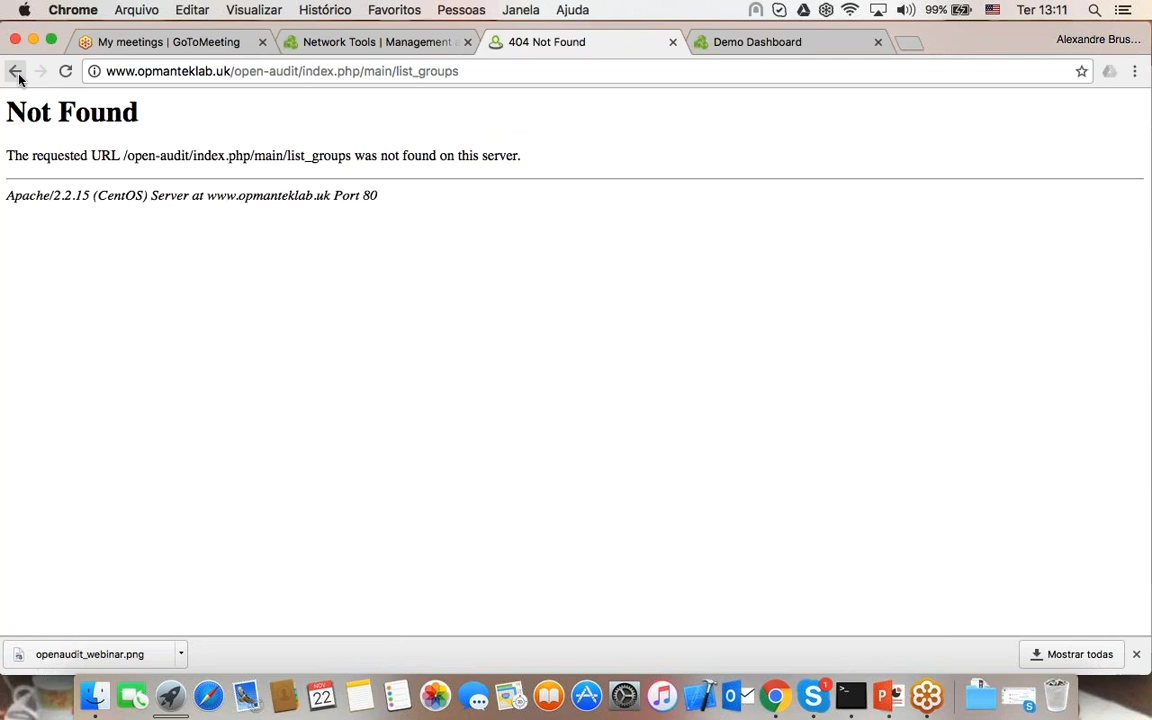 Chrome Arquivo Editar Visualizar Histórico Favoritos Pessoas Janela Ajuda 99% Ter 13:11
My meetings | GoToMeeting Network Tools | Management 404 Not Found Demo Dashboard Alexandre Brus...
www.opmanteklab.uk/open-audit/index.php/main/list_groups
Not Found
The requested URL /open-audit/index.php/main/list_groups was not found on this server.
Apache/2.2.15 (CentOS) Server at www.opmanteklab.uk Port 80
openaudit_webinar.png Mostrar todas
NOV
22
1